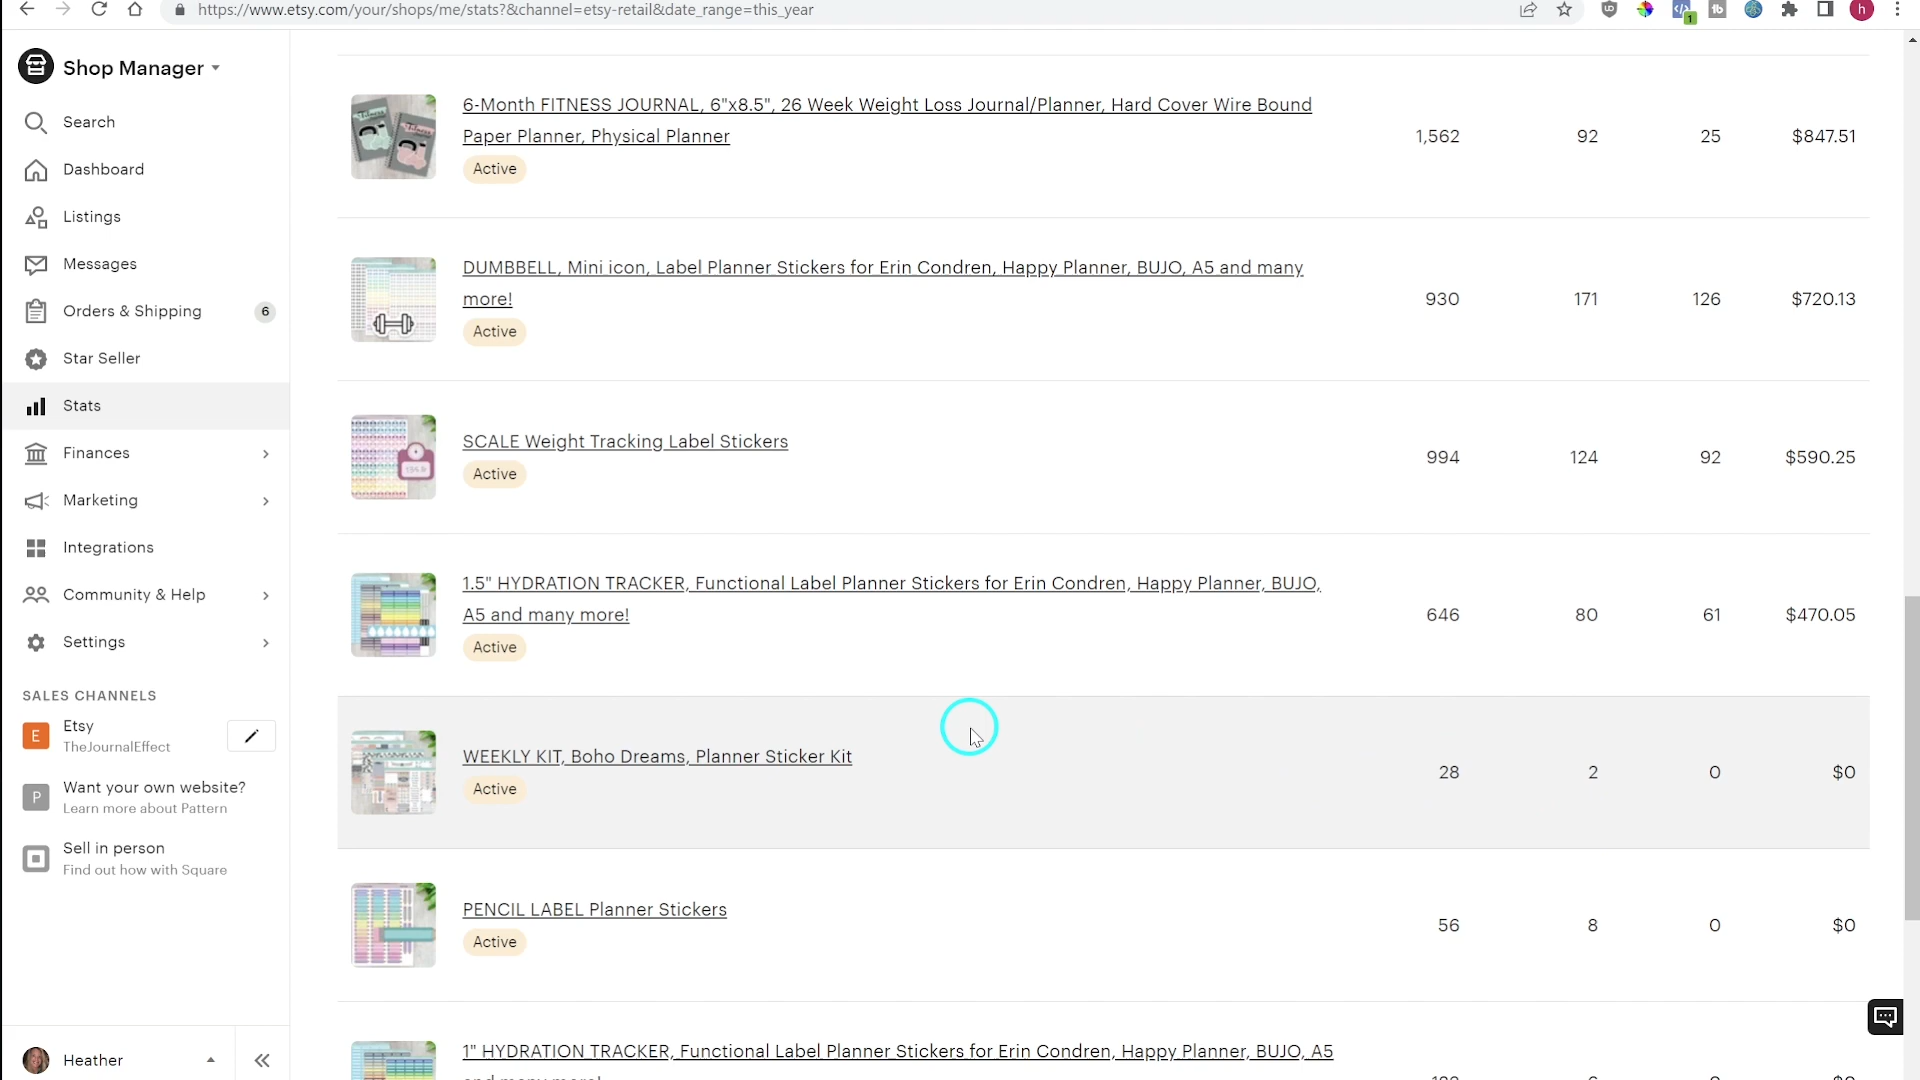 https://www.etsy.com/your/shops/me/stats?&channel=etsy-retail&date_range=this_year
1
h
Shop Manager
Search
Dashboard
Listings
Messages
Orders & Shipping 6
Star Seller
Stats
Finances
Marketing
Integrations
Community & Help
Settings
SALES CHANNELS
E
Etsy
TheJournalEffect
P
Want your own website?
Learn more about Pattern
Sell in person
Find out how with Square
Heather
6-Month FITNESS JOURNAL, 6"x8.5", 26 Week Weight Loss Journal/Planner, Hard Cover Wire Bound
Paper Planner, Physical Planner
Active
1,562 92 25 $847.51
DUMBBELL, Mini icon, Label Planner Stickers for Erin Condren, Happy Planner, BUJO, A5 and many
more!
Active
930 171 126 $720.13
SCALE Weight Tracking Label Stickers
Active
994 124 92 $590.25
1.5" HYDRATION TRACKER, Functional Label Planner Stickers for Erin Condren, Happy Planner, BUJO,
A5 and many more!
Active
646 80 61 $470.05
WEEKLY KIT, Boho Dreams, Planner Sticker Kit
Active
28 2 0 $0
PENCIL LABEL Planner Stickers
Active
56 8 0 $0
1" HYDRATION TRACKER, Functional Label Planner Stickers for Erin Condren, Happy Planner, BUJO, A5
and many more!